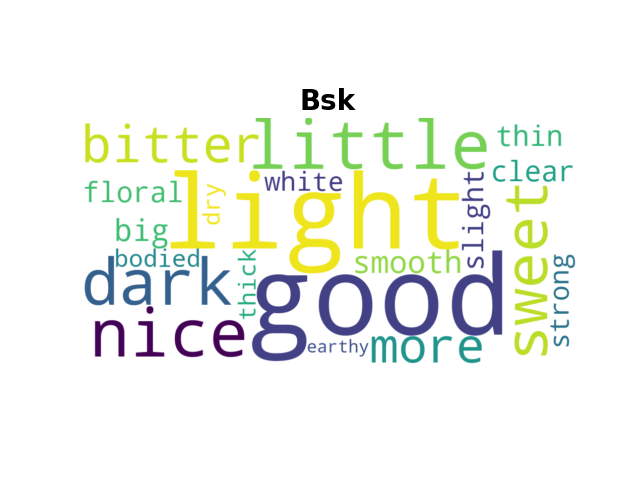 Bsk
bitter little thin
clear
floral white light slight
dry
big sweet
bodied smooth
dark thick good strong
nice earthy more